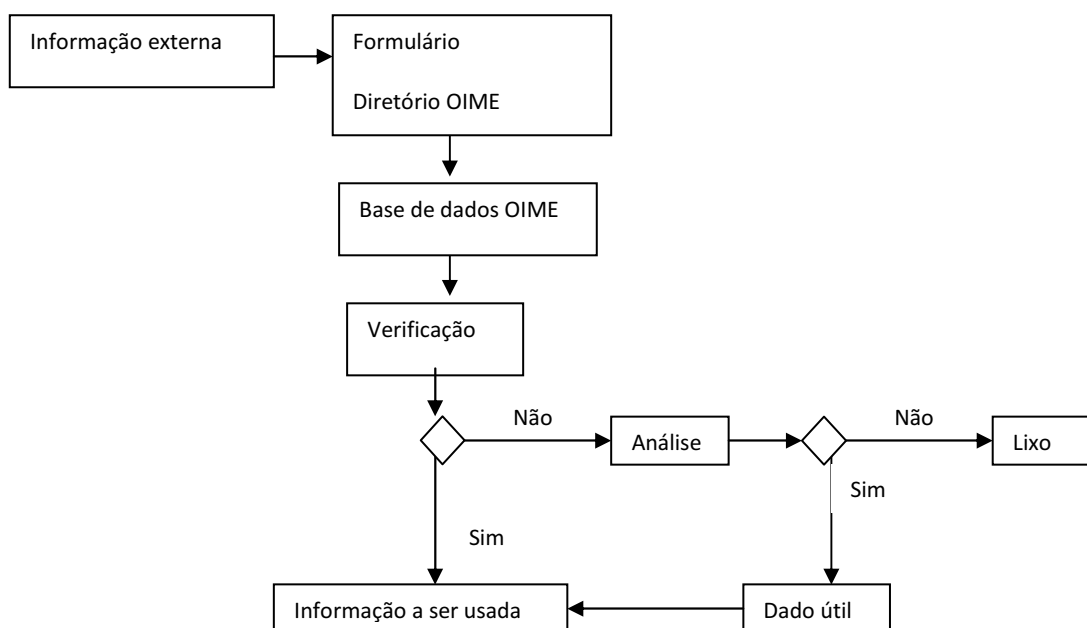 Informação externa
Formulário
Diretório OIME
Base de dados OIME
Verificação
Não
Análise
Não
Lixo
Sim
Sim
Informação a ser usada
Dado útil